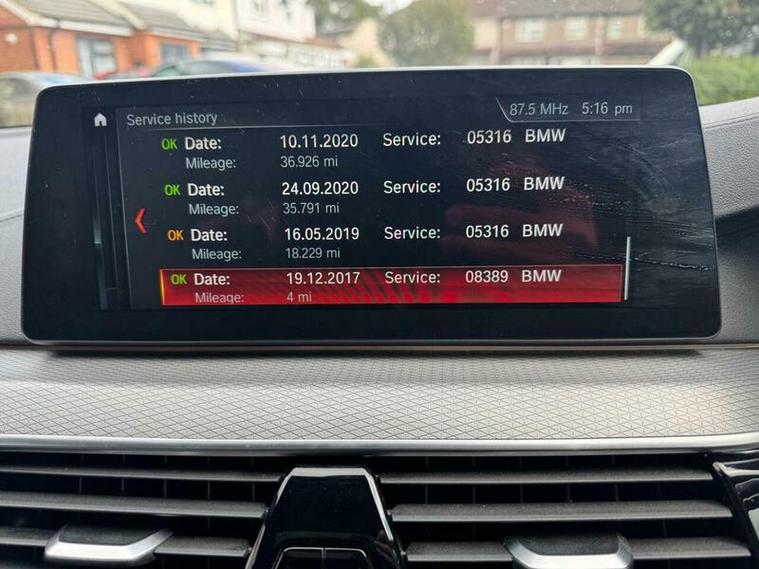 Service history 87.5 MHz 5:16 pm
OK Date: 10.11.2020 Service: 05316 BMW
Mileage: 36.926 mi
OK Date: 24.09.2020 Service: 05316 BMW
Mileage: 35.791 mi
OK Date: 16.05.2019 Service: 05316 BMW
Mileage: 18.229 mi
OK Date: 19.12.2017 Service: 08389 BMW
Mileage: 4 mi